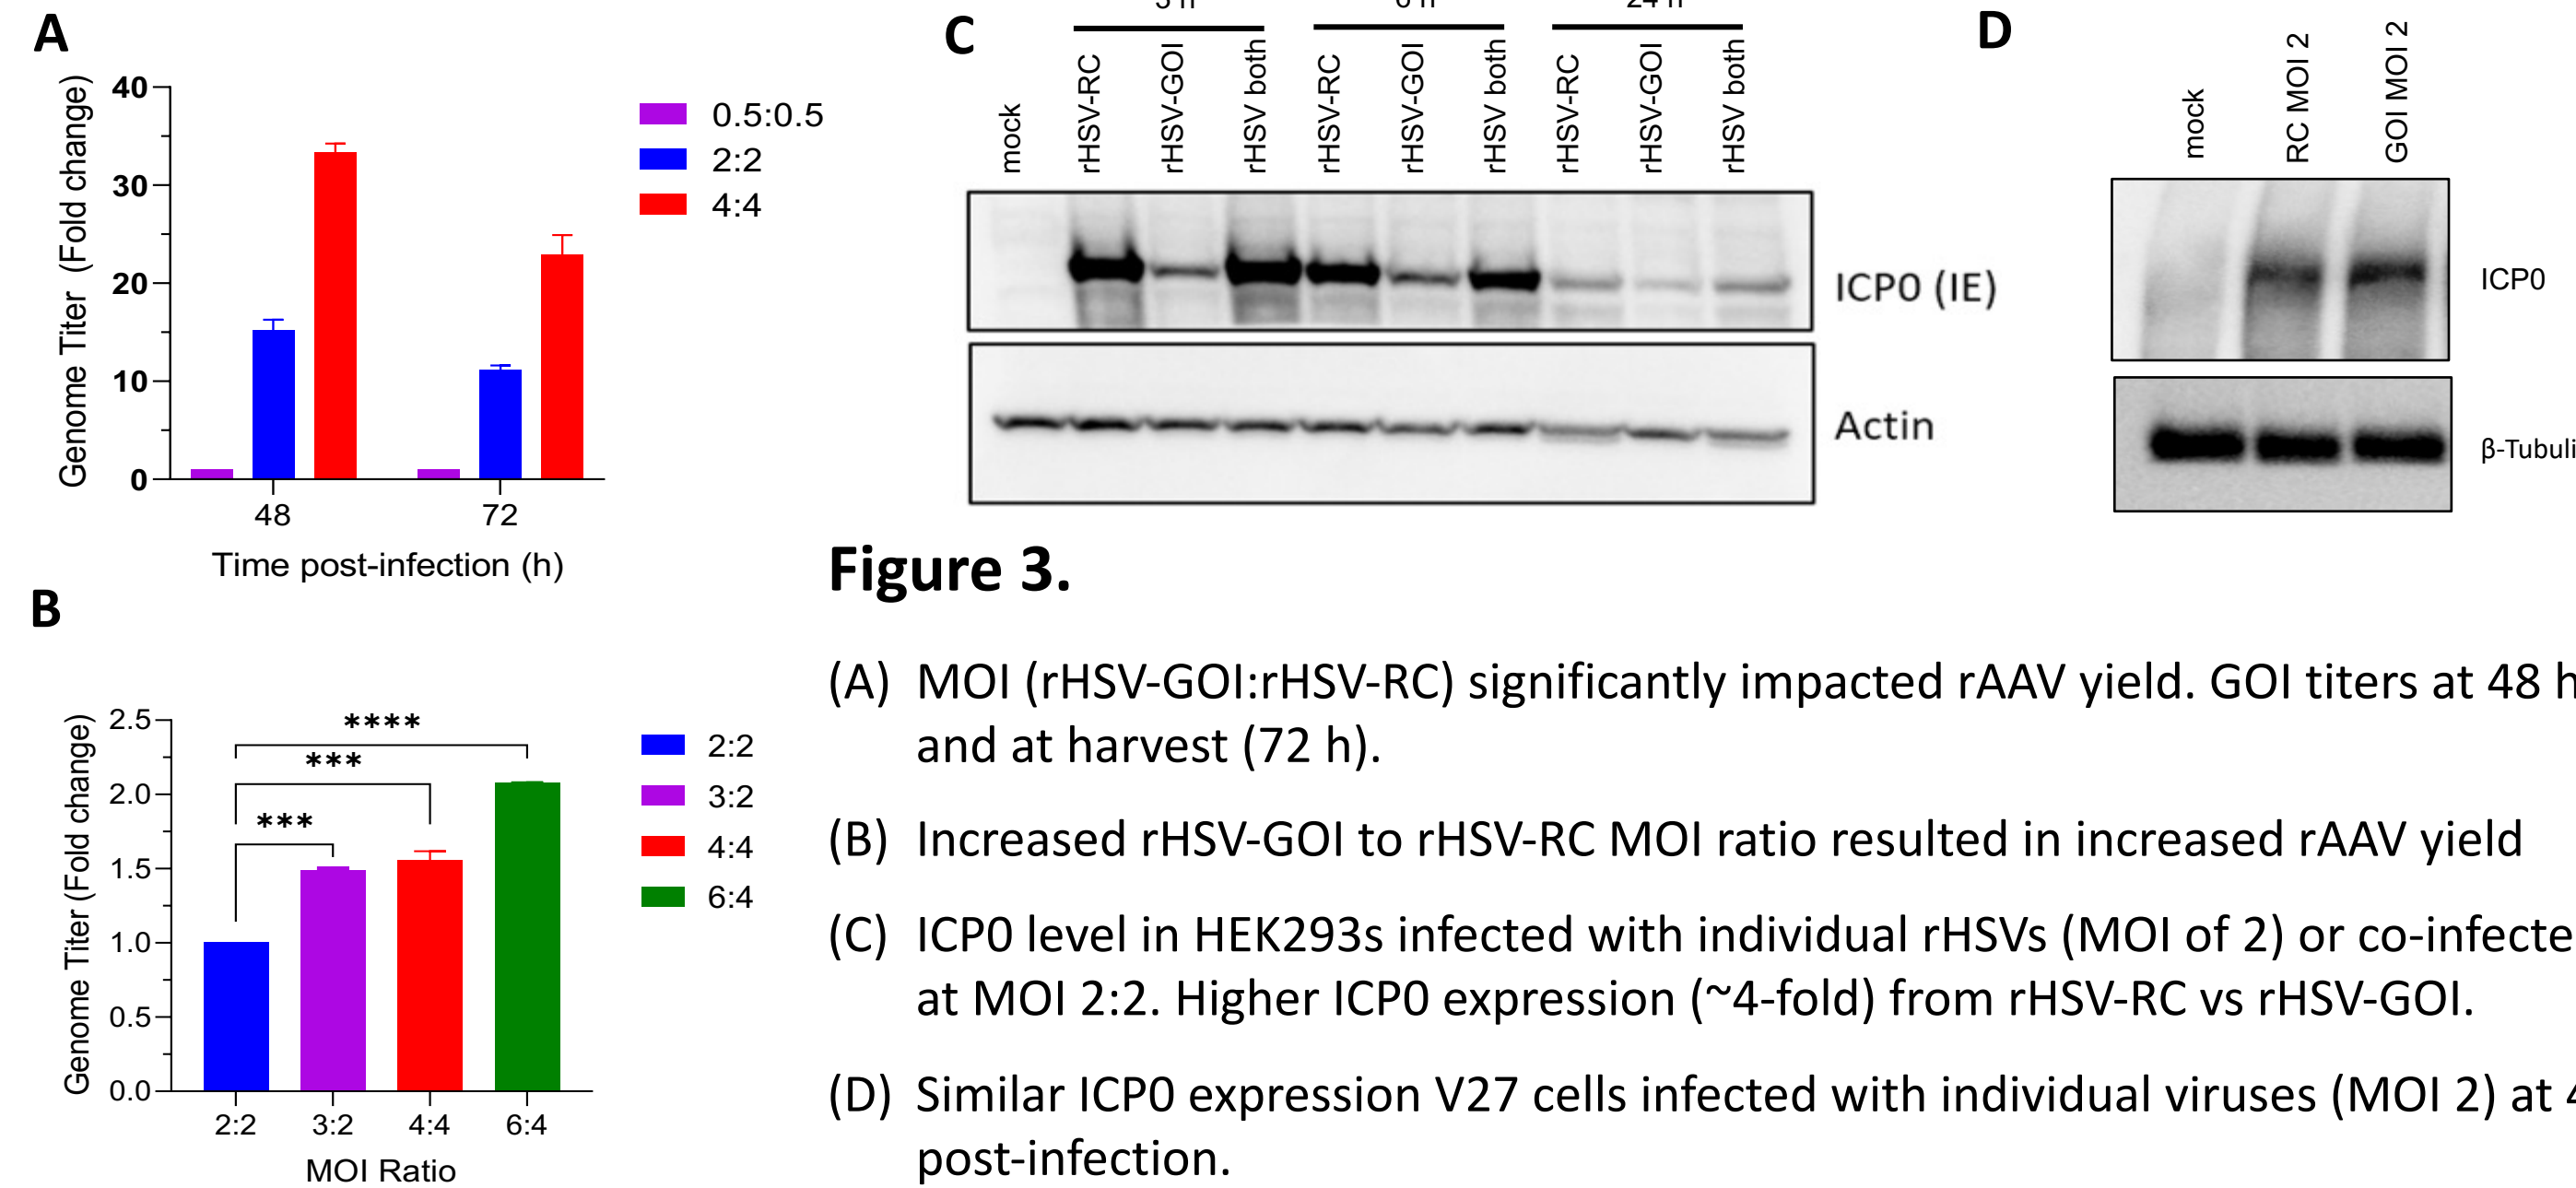 A
Genome Titer (Fold change)
40
30
20
10
0
48
72
Time post-infection (h)
0.5:0.5
2:2
4:4
B
Genome Titer (Fold change)
2.5
2.0
1.5
1.0
0.5
0.0
****
***
***
2:2
3:2
4:4
6:4
MOI Ratio
2:2
3:2
4:4
6:4
C
24 h
mock
rHSV-RC
rHSV-GOI
rHSV both
rHSV-RC
rHSV-GOI
rHSV both
rHSV-RC
rHSV-GOI
rHSV both
ICP0 (IE)
Actin
D
mock
RC MOI 2
GOI MOI 2
ICP0
β-Tubuli
Figure 3.
(A) MOI (rHSV-GOI:rHSV-RC) significantly impacted rAAV yield. GOI titers at 48 h
and at harvest (72 h).
(B) Increased rHSV-GOI to rHSV-RC MOI ratio resulted in increased rAAV yield
(C) ICP0 level in HEK293s infected with individual rHSVs (MOI of 2) or co-infecte
at MOI 2:2. Higher ICP0 expression (~4-fold) from rHSV-RC vs rHSV-GOI.
(D) Similar ICP0 expression V27 cells infected with individual viruses (MOI 2) at 4
post-infection.